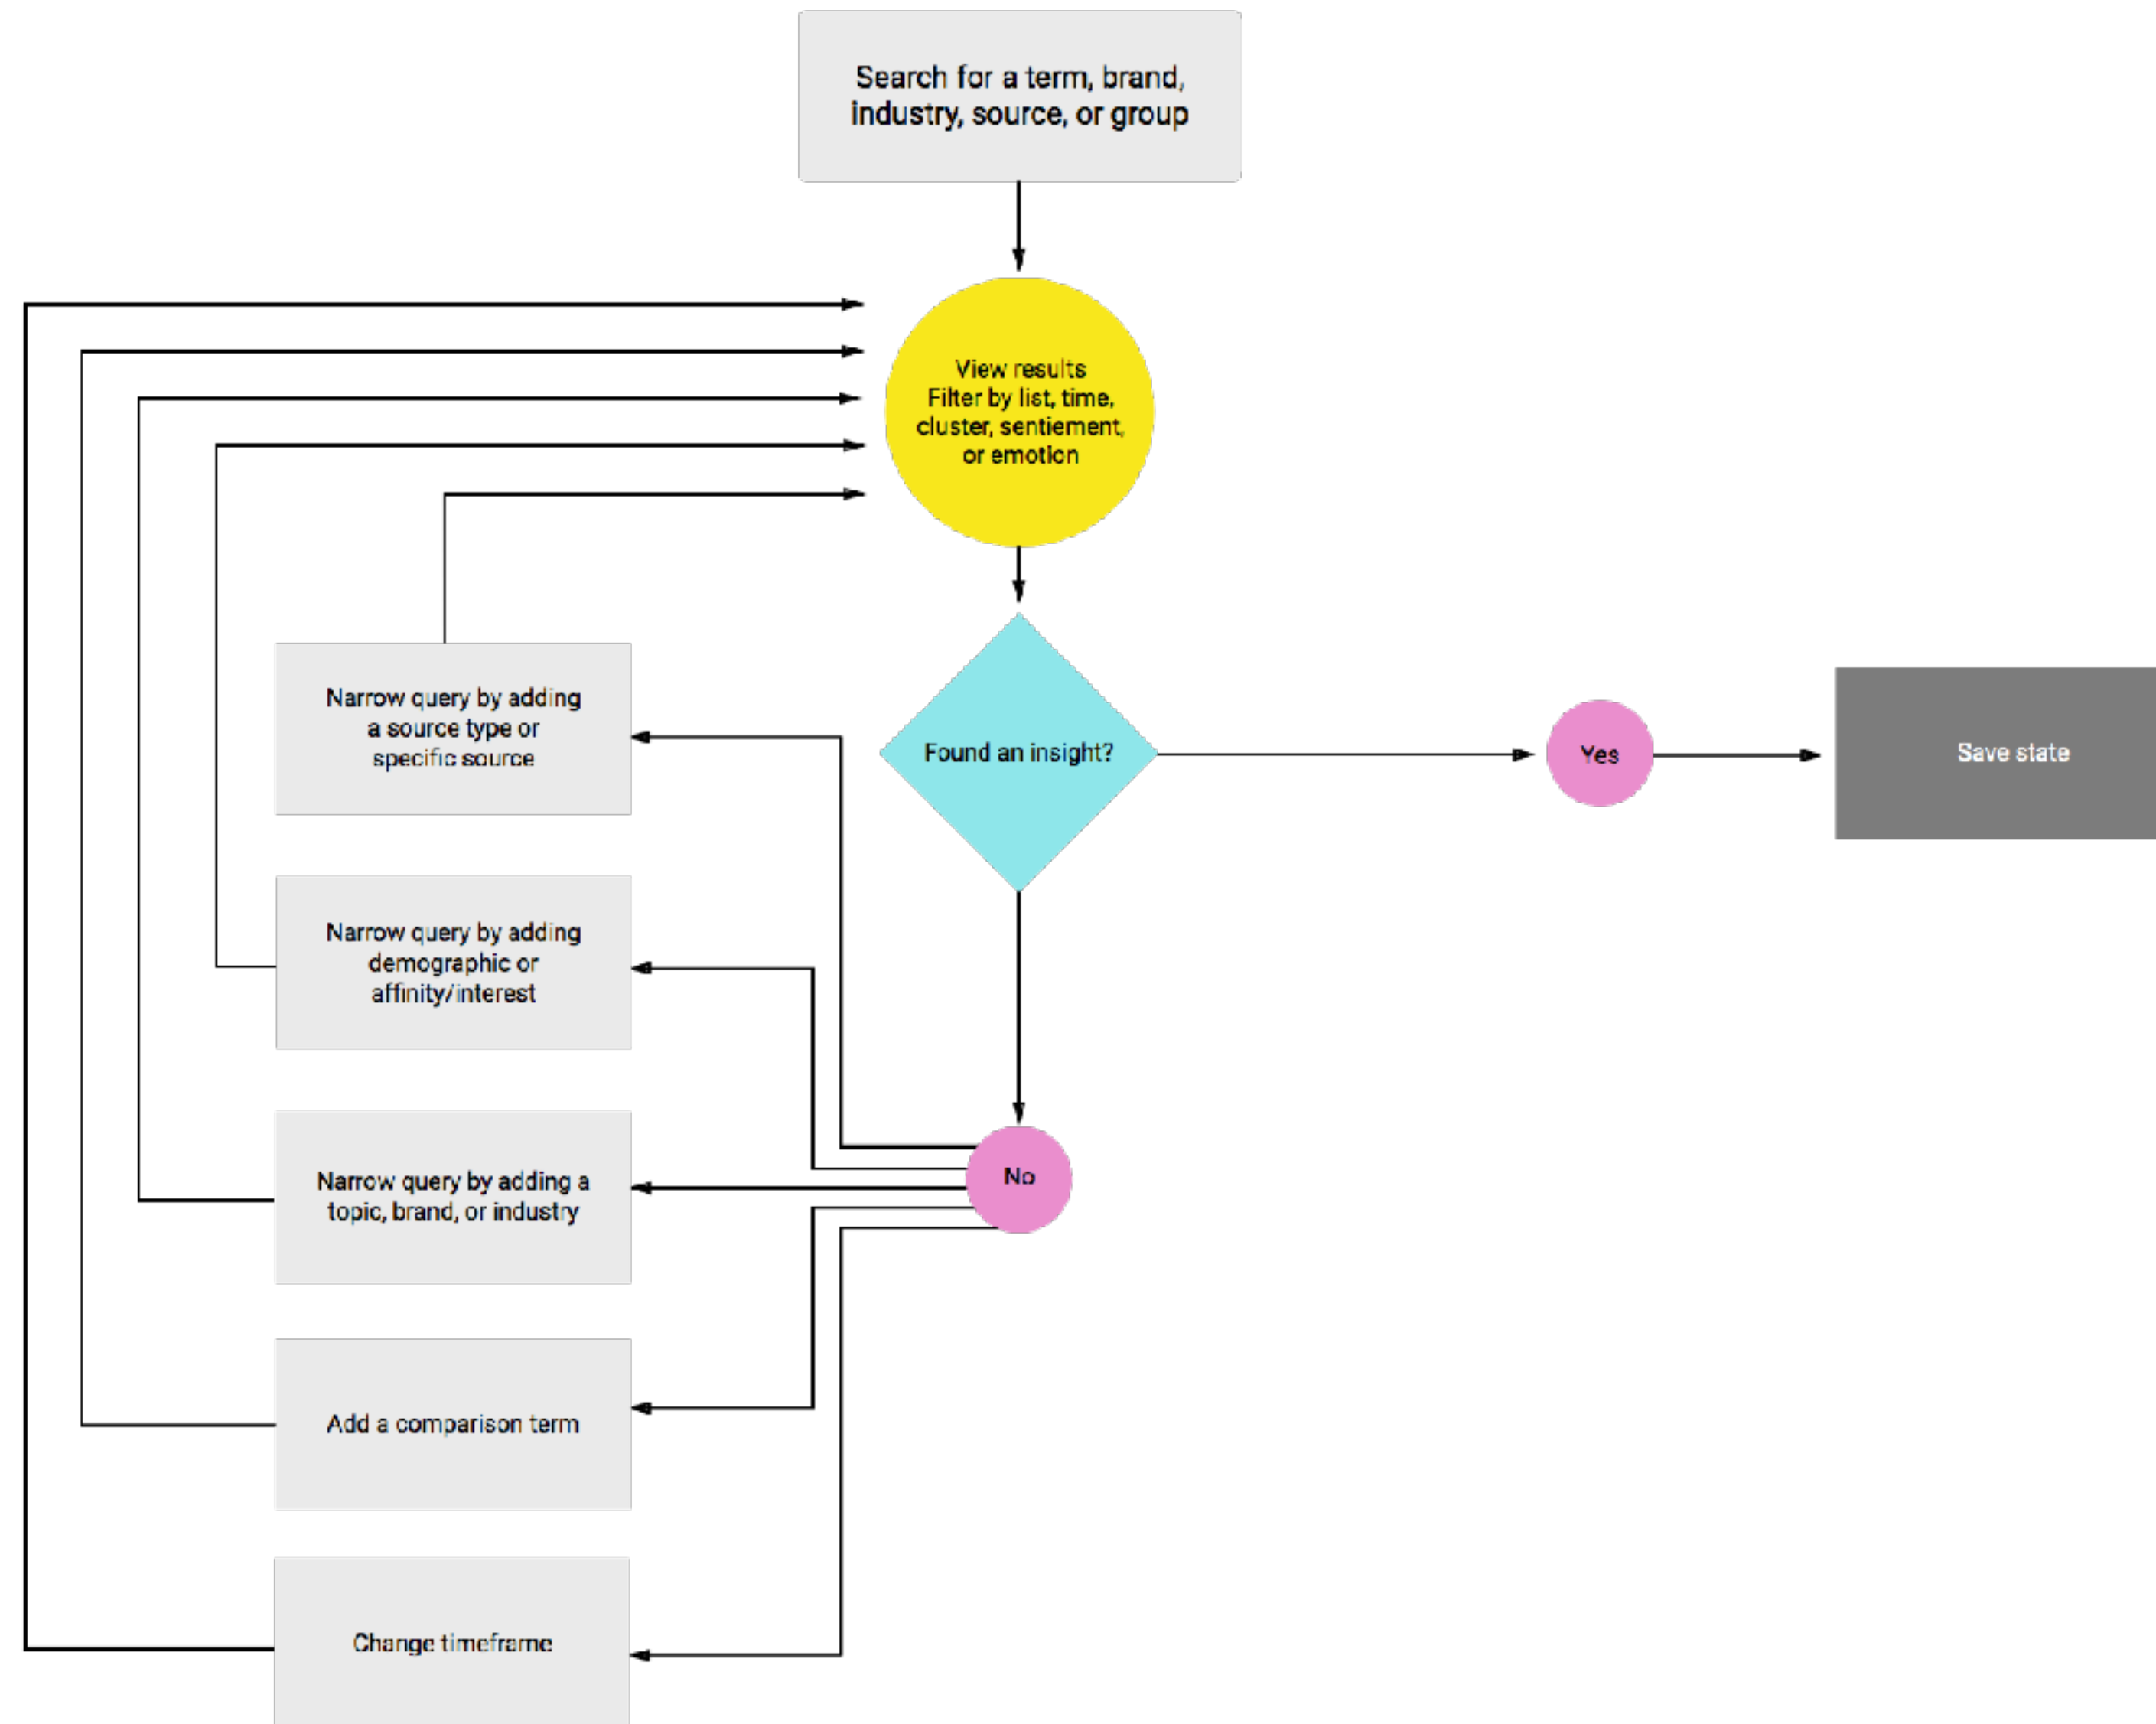 Search for a term, brand,
industry, source, or group
View results
Filter by list, time,
cluster, sentiement,
or emotion
Narrow query by adding
a source type or
specific source
Found an insight?
Yes
Save state
Narrow query by adding
demographic or
affinity/interest
Narrow query by adding a
topic, brand, or industry
No
Add a comparison term
Change timeframe